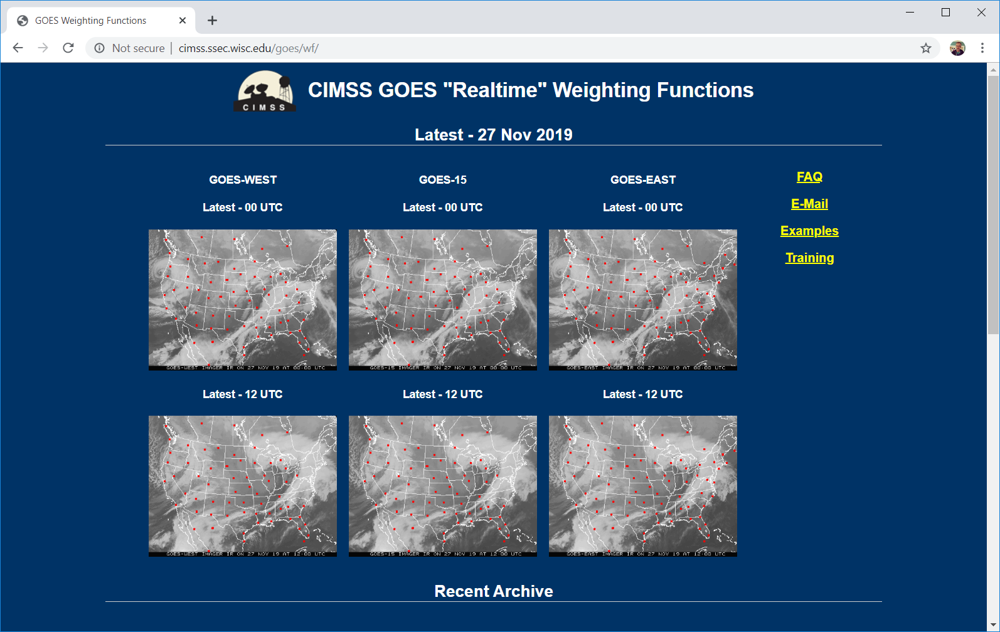 GOES Weighting Functions
Not secure | cimss.ssec.wisc.edu/goes/wf/
CIMSS
CIMSS GOES "Realtime" Weighting Functions
Latest - 27 Nov 2019
GOES-WEST GOES-15 GOES-EAST FAQ
Latest - 00 UTC Latest - 00 UTC Latest - 00 UTC E-Mail
Examples
Training
GOES-WEST IMAGER IR ON 27 NOV 19 AT 00:00 UTC
GOES-15 IMAGER IR ON 27 NOV 19 AT 00:00 UTC
GOES-EAST IMAGER IR ON 27 NOV 19 AT 00:00 UTC
Latest - 12 UTC Latest - 12 UTC Latest - 12 UTC
GOES-WEST IMAGER IR ON 27 NOV 19 AT 12:00 UTC
GOES-15 IMAGER IR ON 27 NOV 19 AT 12:00 UTC
GOES-EAST IMAGER IR ON 27 NOV 19 AT 12:00 UTC
Recent Archive